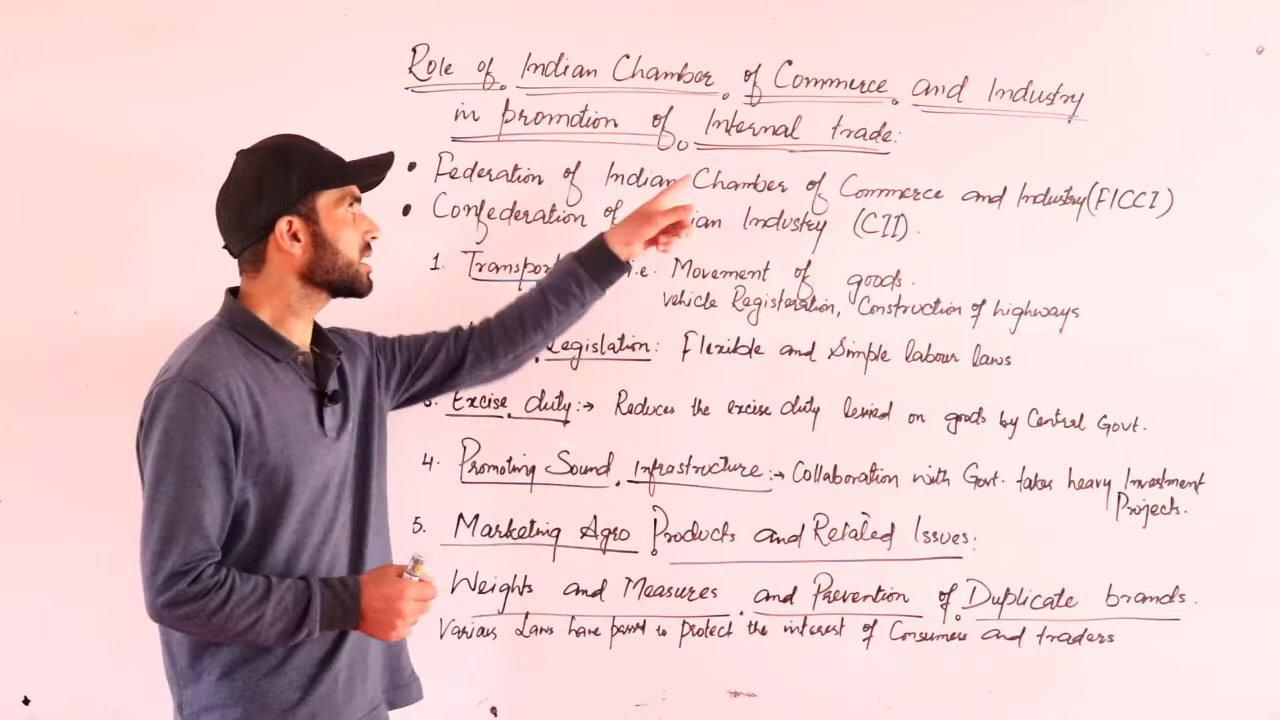 Role of Indian Chamber of Commerce and Industry
in promotion of Internal trade:
• Federation of Indian Chamber of Commerce and Industry (FICCI)
• Confederation of ian Industry (CII).
1. Transport i.e. Movement of goods.
vehicle Registeration, Construction of highways
Legislation: Flexible and Simple labour laws
Excise duty:→ Reduces the excise duty levied on goods by Central Govt.
4. Promoting Sound Infrastructure:→ Collaboration with Govt. takes heavy Investment
Projects.
5. Marketing Agro Products and Related Issues:
Weights and Measures and Prevention of Duplicate brands.
Various Laws have passed to protect the interest of Consumers and traders